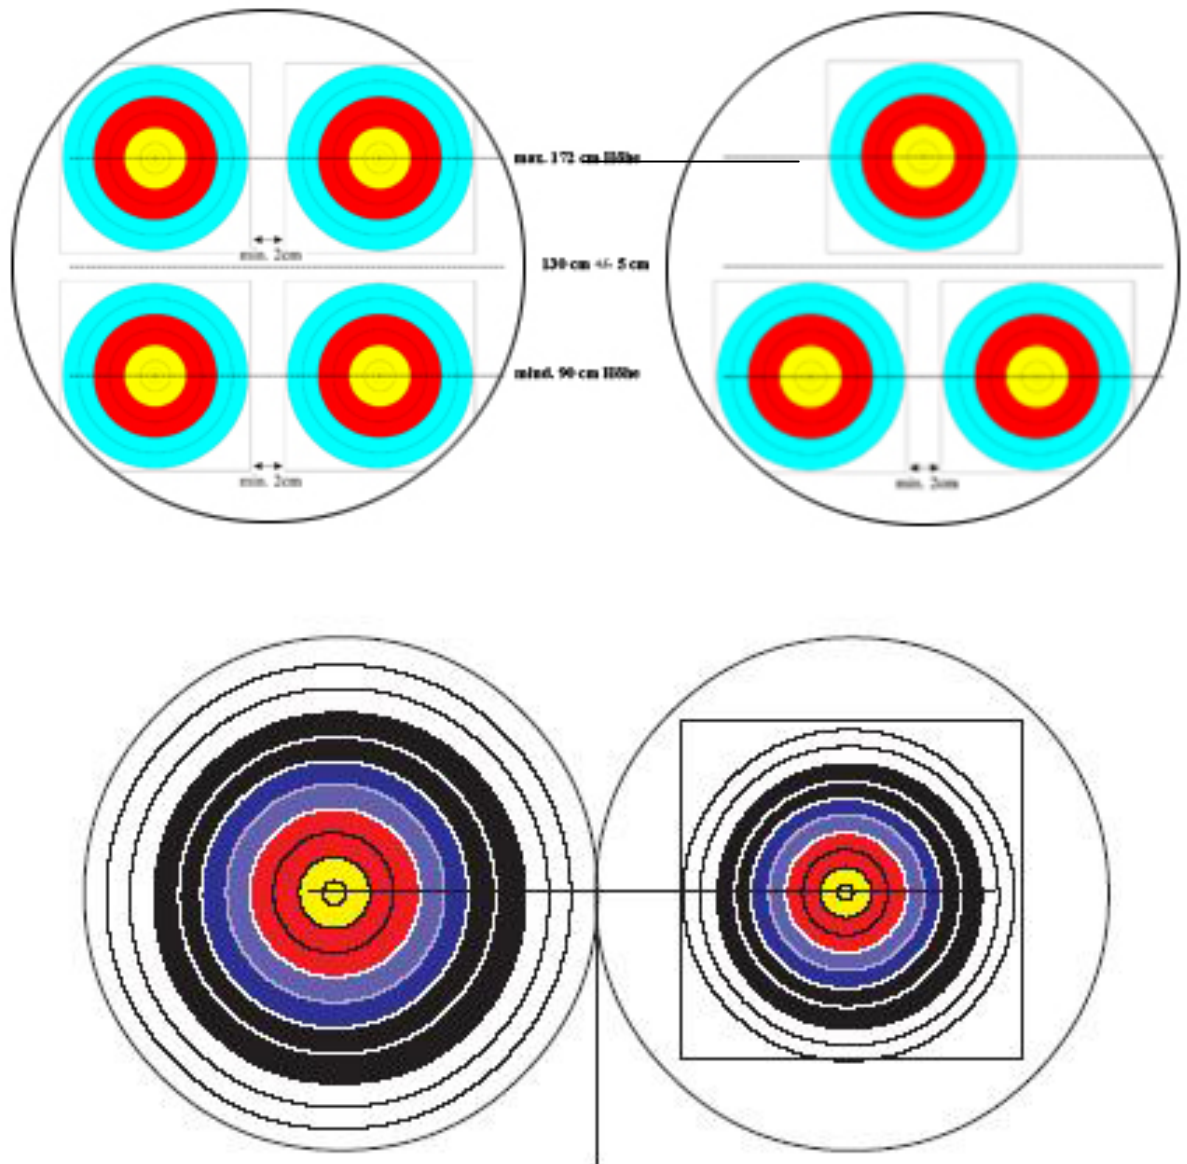 max. 172 cm Höhe
min. 2cm
130 cm +/- 5 cm
mind. 90 cm Höhe
min. 2cm
min. 2cm